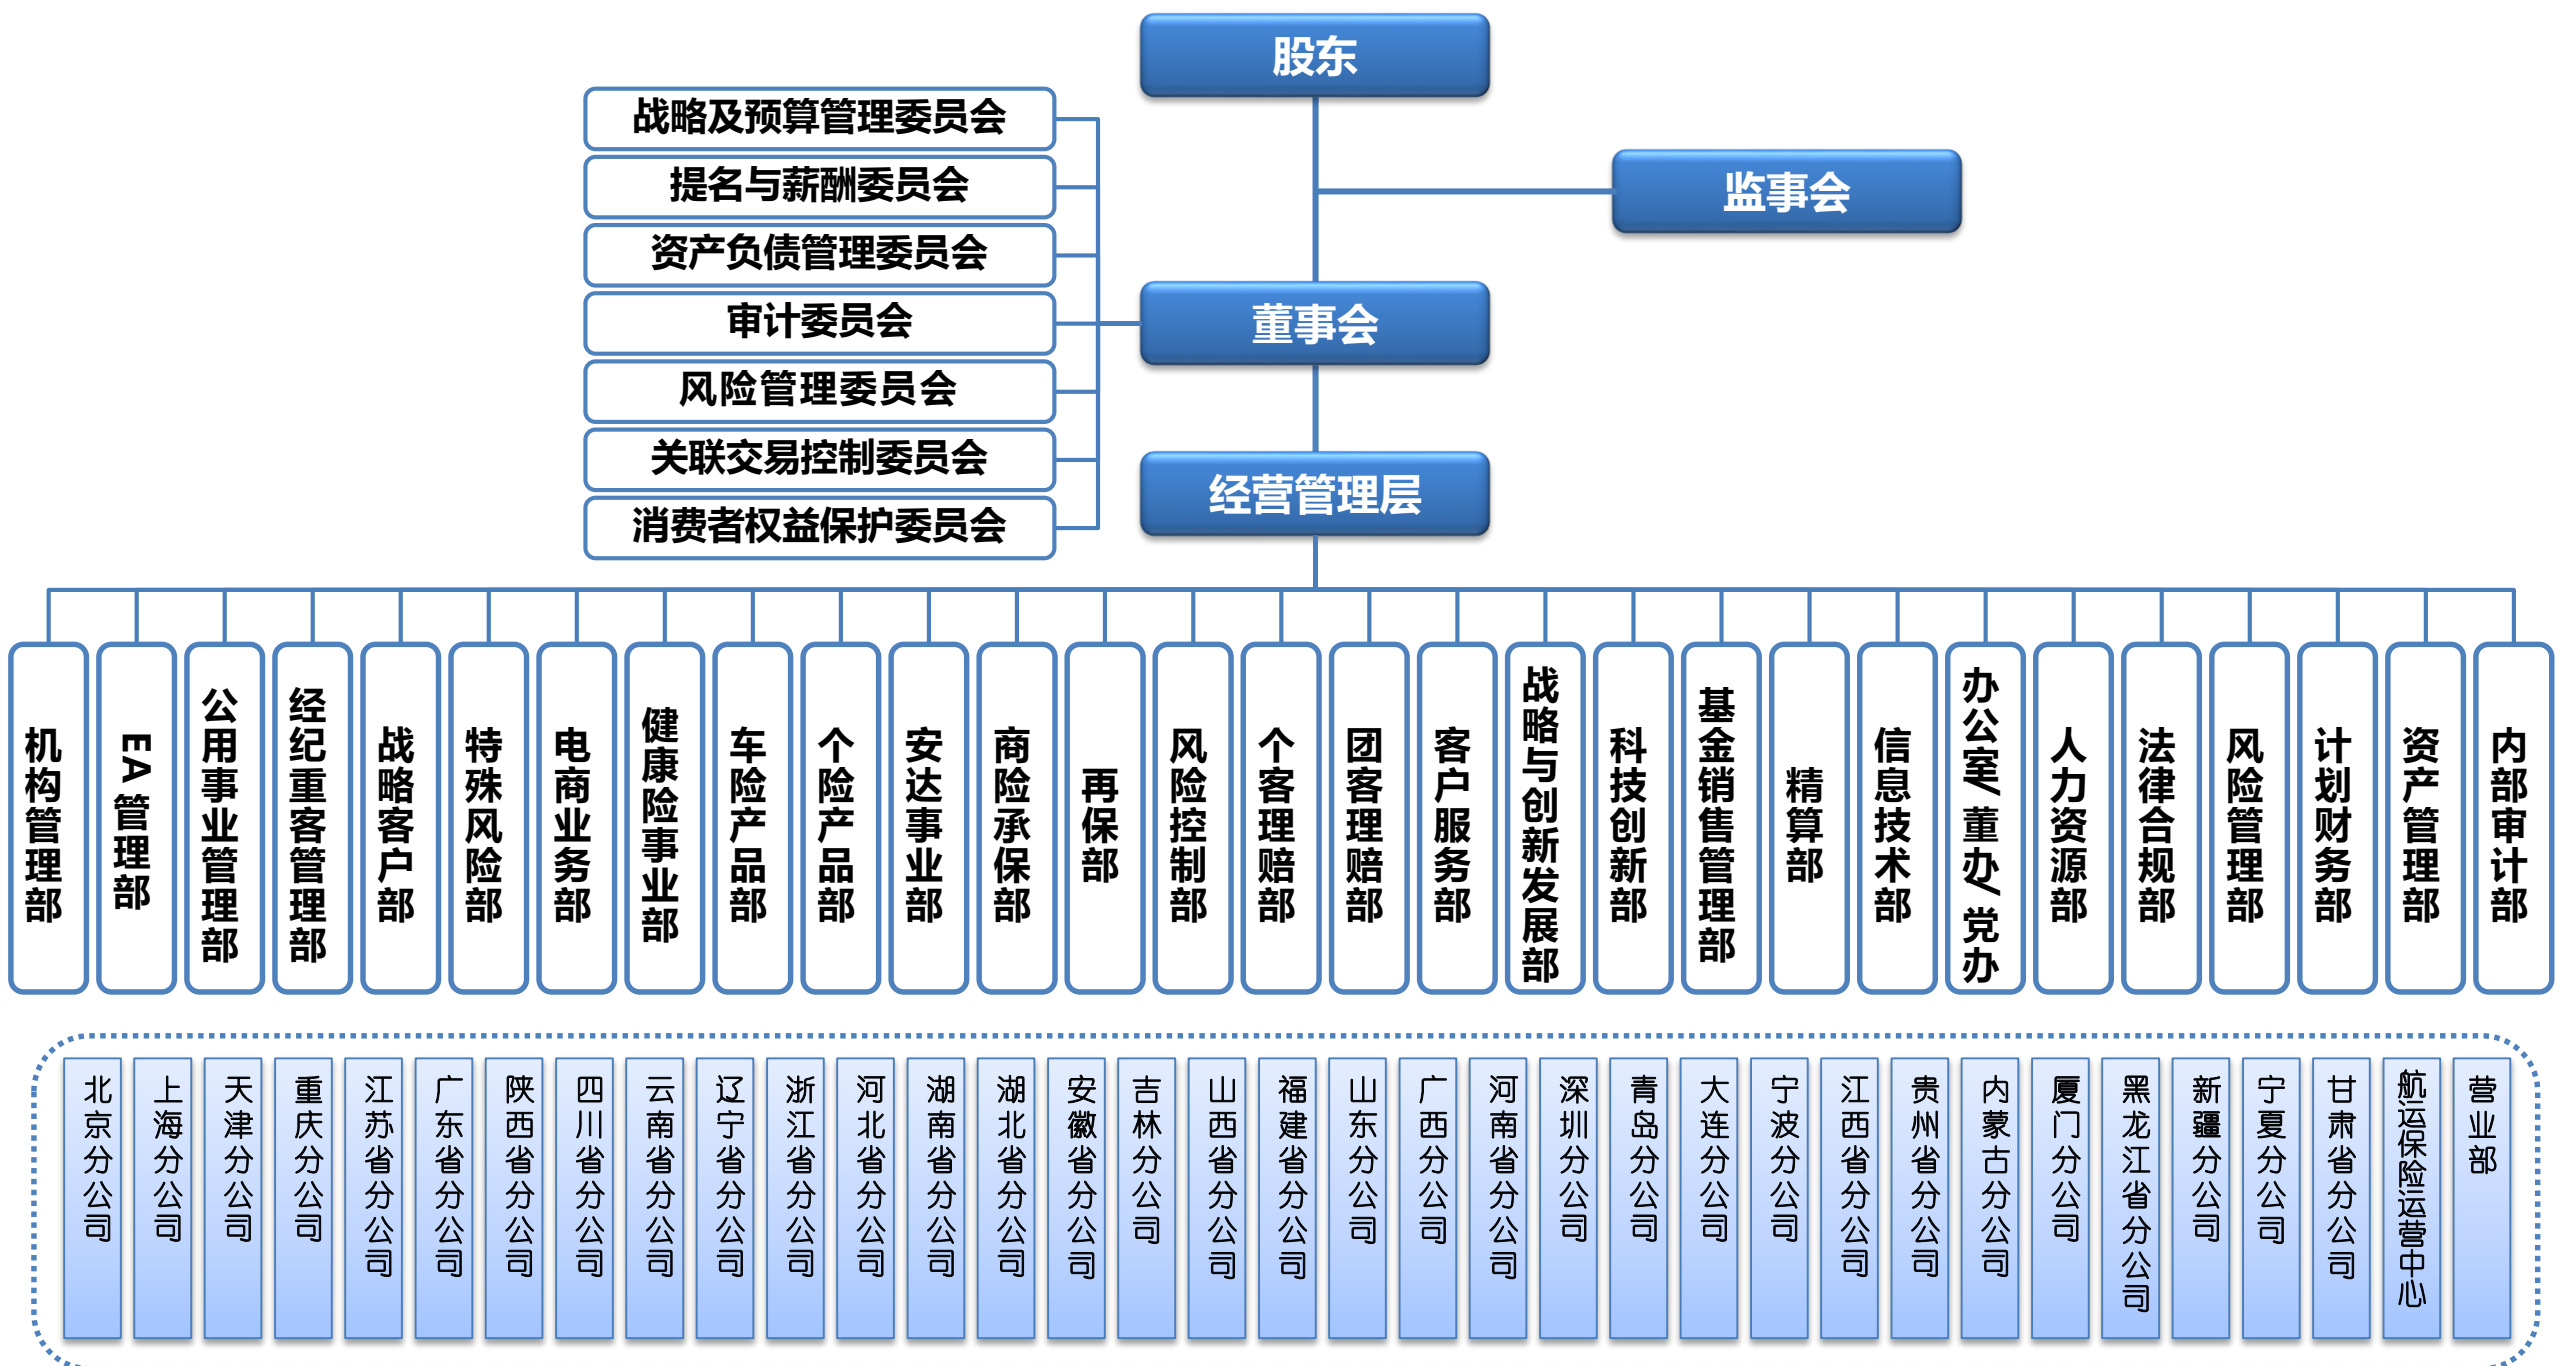 股东
战略及预算管理委员会
提名与薪酬委员会
监事会
资产负债管理委员会
审计委员会
董事会
风险管理委员会
关联交易控制委员会
经营管理层
消费者权益保护委员会
机构管理部
EA管理部
公用事业管理部
经纪重客管理部
战略客户部
特殊风险部
电商业务部
健康险事业部
车险产品部
个险产品部
安达事业部
商险承保部
再保部
风险控制部
个客理赔部
团客理赔部
客户服务部
战略与创新发展部
科技创新部
基金销售管理部
精算部
信息技术部
办公室/董办/党办
人力资源部
法律合规部
风险管理部
计划财务部
资产管理部
内部审计部
北京分公司
上海分公司
天津分公司
重庆分公司
江苏省分公司
广东省分公司
陕西省分公司
四川省分公司
云南省分公司
辽宁省分公司
浙江省分公司
河北省分公司
湖南省分公司
湖北省分公司
安徽省分公司
吉林分公司
山西省分公司
福建省分公司
山东分公司
广西分公司
河南省分公司
深圳分公司
青岛分公司
大连分公司
宁波分公司
江西省分公司
贵州省分公司
内蒙古分公司
厦门分公司
黑龙江省分公司
新疆分公司
宁夏分公司
甘肃省分公司
航运保险运营中心
营业部